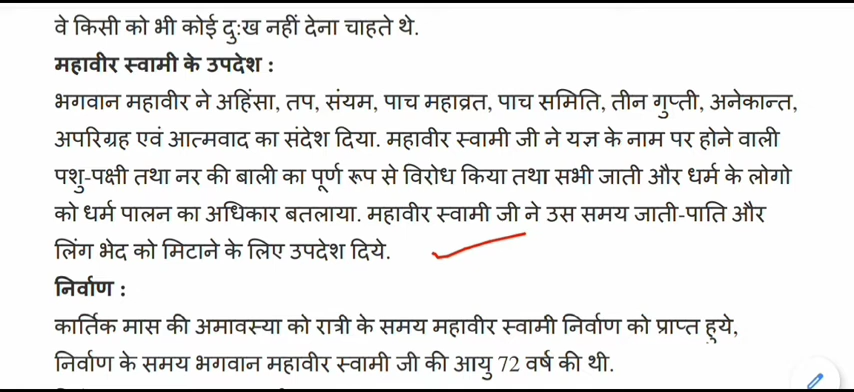 वे किसी को भी कोई दुःख नहीं देना चाहते थे.
महावीर स्वामी के उपदेश :
भगवान महावीर ने अहिंसा, तप, संयम, पाच महाव्रत, पाच समिति, तीन गुप्ती, अनेकान्त,
अपरिग्रह एवं आत्मवाद का संदेश दिया. महावीर स्वामी जी ने यज्ञ के नाम पर होने वाली
पशु-पक्षी तथा नर की बाली का पूर्ण रूप से विरोध किया तथा सभी जाती और धर्म के लोगो
को धर्म पालन का अधिकार बतलाया. महावीर स्वामी जी ने उस समय जाती-पाति और
लिंग भेद को मिटाने के लिए उपदेश दिये.
निर्वाण :
कार्तिक मास की अमावस्या को रात्री के समय महावीर स्वामी निर्वाण को प्राप्त हुये,
निर्वाण के समय भगवान महावीर स्वामी जी की आयु 72 वर्ष की थी.